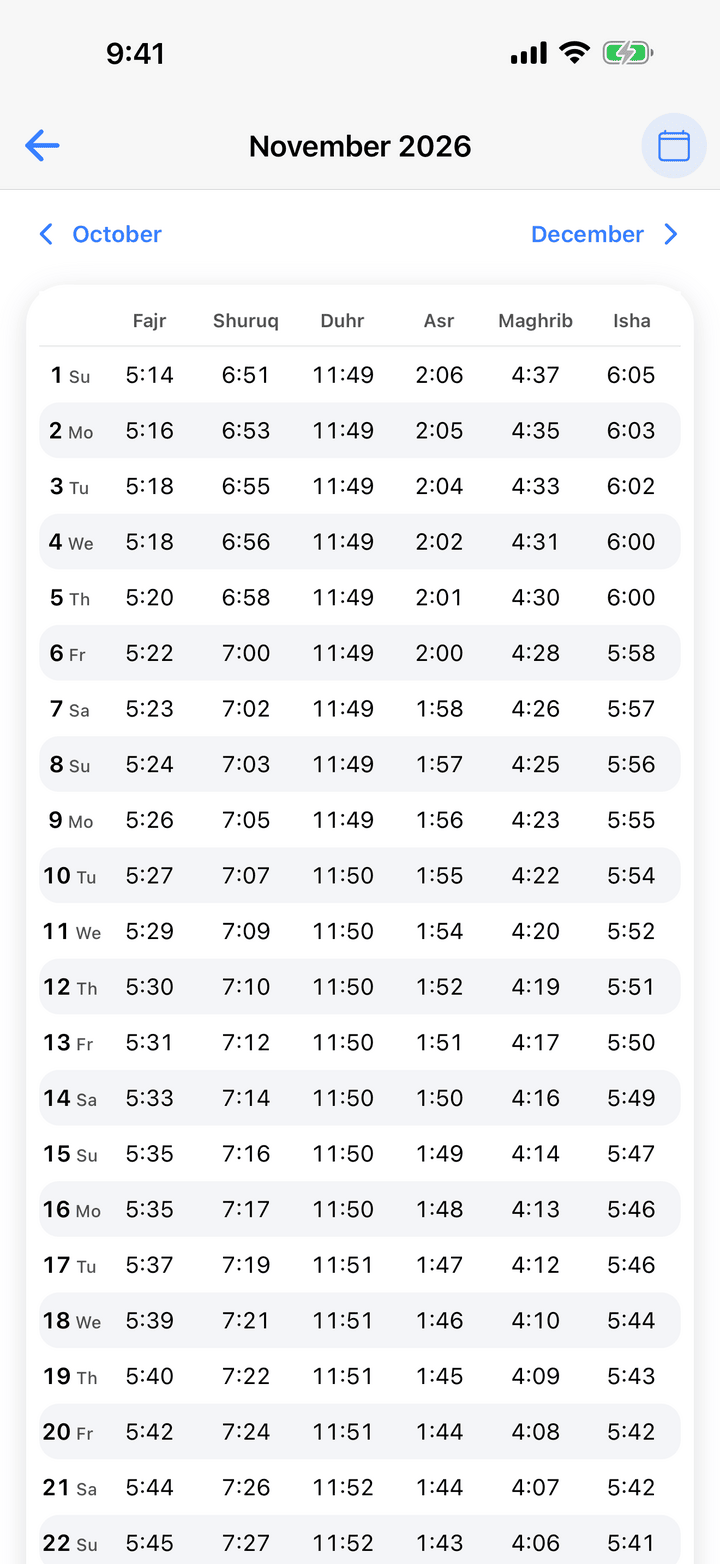 9:41
November 2026
October December
Fajr Shuruq Duhr Asr Maghrib Isha
1 Su 5:14 6:51 11:49 2:06 4:37 6:05
2 Mo 5:16 6:53 11:49 2:05 4:35 6:03
3 Tu 5:18 6:55 11:49 2:04 4:33 6:02
4 We 5:18 6:56 11:49 2:02 4:31 6:00
5 Th 5:20 6:58 11:49 2:01 4:30 6:00
6 Fr 5:22 7:00 11:49 2:00 4:28 5:58
7 Sa 5:23 7:02 11:49 1:58 4:26 5:57
8 Su 5:24 7:03 11:49 1:57 4:25 5:56
9 Mo 5:26 7:05 11:49 1:56 4:23 5:55
10 Tu 5:27 7:07 11:50 1:55 4:22 5:54
11 We 5:29 7:09 11:50 1:54 4:20 5:52
12 Th 5:30 7:10 11:50 1:52 4:19 5:51
13 Fr 5:31 7:12 11:50 1:51 4:17 5:50
14 Sa 5:33 7:14 11:50 1:50 4:16 5:49
15 Su 5:35 7:16 11:50 1:49 4:14 5:47
16 Mo 5:35 7:17 11:50 1:48 4:13 5:46
17 Tu 5:37 7:19 11:51 1:47 4:12 5:46
18 We 5:39 7:21 11:51 1:46 4:10 5:44
19 Th 5:40 7:22 11:51 1:45 4:09 5:43
20 Fr 5:42 7:24 11:51 1:44 4:08 5:42
21 Sa 5:44 7:26 11:52 1:44 4:07 5:42
22 Su 5:45 7:27 11:52 1:43 4:06 5:41